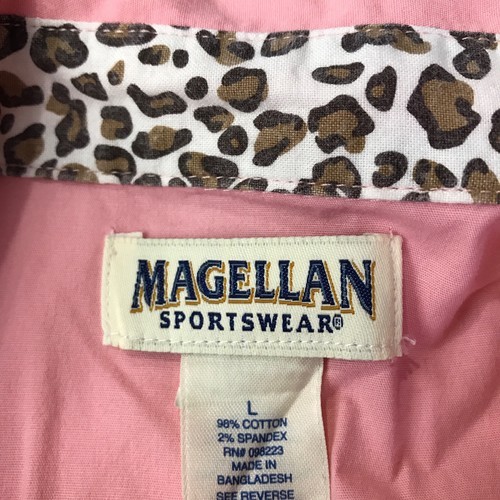 MAGELLAN
SPORTSWEAR®
L
98% COTTON
2% SPANDEX
RN# 098223
MADE IN
BANGLADESH
SEE REVERSE